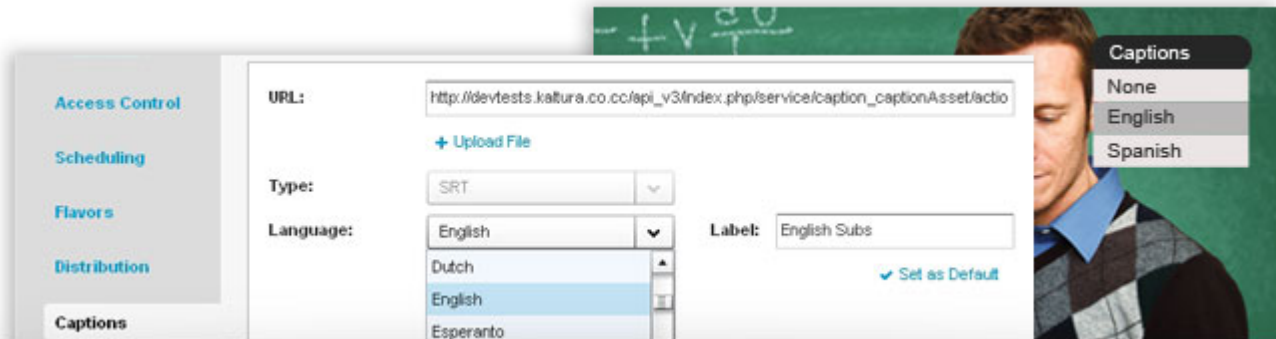 Access Control
Scheduling
Flavors
Distribution
Captions
URL:
http://devtests.kaltura.co.cc/api_v3/index.php/service/caption_captionAsset/actio
+ Upload File
Type:
SRT
Language:
English
Dutch
English
Esperanto
Label:
English Subs
Set as Default
Captions
None
English
Spanish